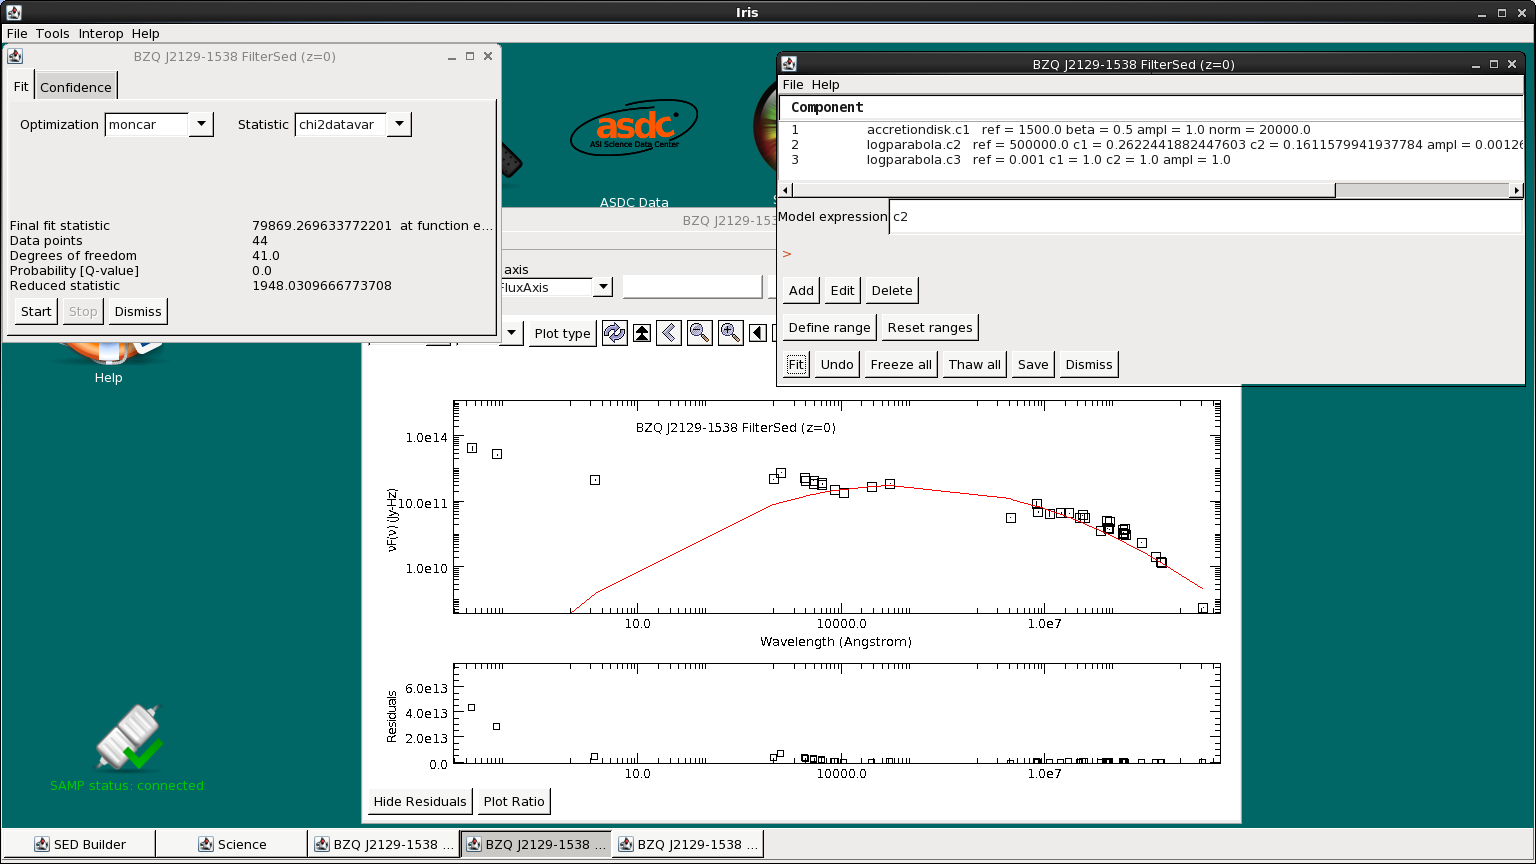 Iris
File Tools Interop Help
BZQ J2129-1538 FilterSed (z=0)
Fit Confidence
Optimization moncar Statistic chi2datavar
Final fit statistic 79869.269633772201 at function e...
Data points 44
Degrees of freedom 41.0
Probability [Q-value] 0.0
Reduced statistic 1948.0309666773708
Start Stop Dismiss
Help
asdc
ASI Science Data Center
ASDC Data
BZQ J2129-153
axis
FluxAxis
Plot type
BZQ J2129-1538 FilterSed (z=0)
File Help
Component
1 accretiondisk.c1 ref = 1500.0 beta = 0.5 ampl = 1.0 norm = 20000.0
2 logparabola.c2 ref = 500000.0 c1 = 0.2622441882447603 c2 = 0.1611579941937784 ampl = 0.00126
3 logparabola.c3 ref = 0.001 c1 = 1.0 c2 = 1.0 ampl = 1.0
Model expression c2
>
Add Edit Delete
Define range Reset ranges
Fit Undo Freeze all Thaw all Save Dismiss
BZQ J2129-1538 FilterSed (z=0)
1.0e14
10.0e11
1.0e10
νF(ν) (Jy-Hz)
10.0 10000.0 1.0e7
Wavelength (Angstrom)
6.0e13
4.0e13
2.0e13
0.0
Residuals
10.0 10000.0 1.0e7
Hide Residuals Plot Ratio
SAMP status: connected
SED Builder Science BZQ J2129-1538 ... BZQ J2129-1538 ... BZQ J2129-1538 ...